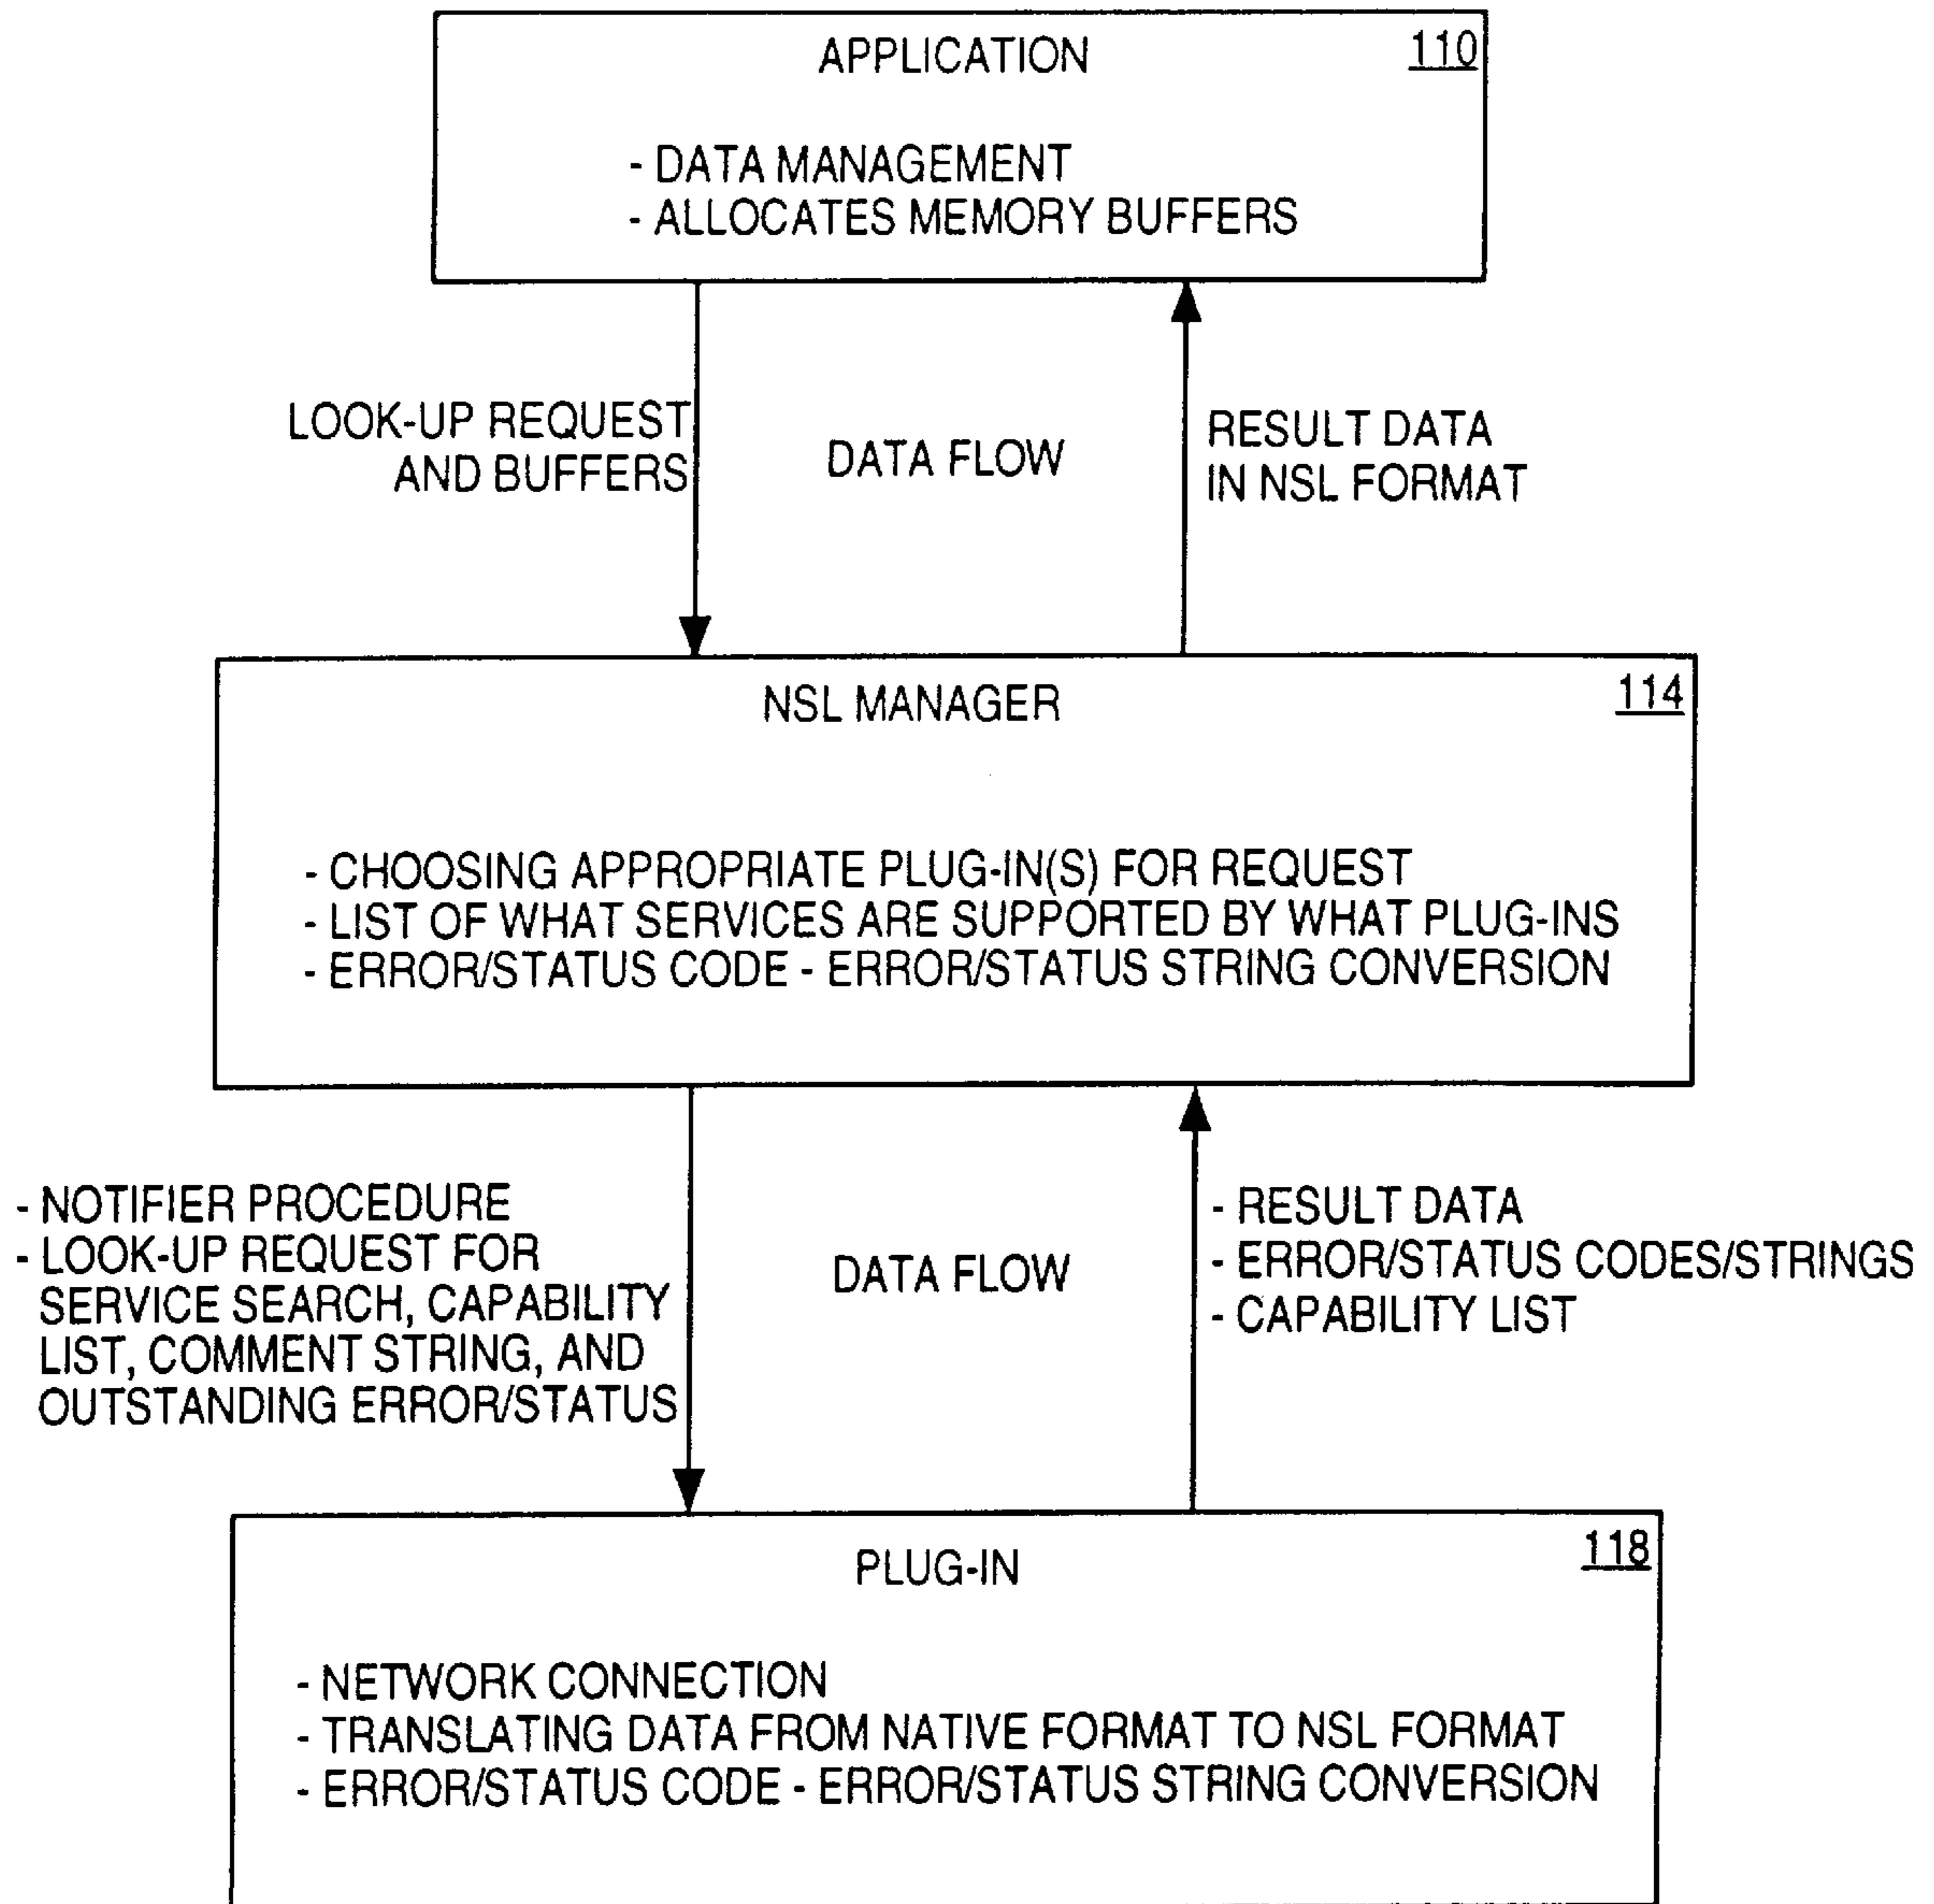 APPLICATION
110
- DATA MANAGEMENT
- ALLOCATES MEMORY BUFFERS
LOOK-UP REQUEST
AND BUFFERS
DATA FLOW
RESULT DATA
IN NSL FORMAT
NSL MANAGER
114
- CHOOSING APPROPRIATE PLUG-IN(S) FOR REQUEST
- LIST OF WHAT SERVICES ARE SUPPORTED BY WHAT PLUG-INS
- ERROR/STATUS CODE - ERROR/STATUS STRING CONVERSION
- NOTIFIER PROCEDURE
- LOOK-UP REQUEST FOR
SERVICE SEARCH, CAPABILITY
LIST, COMMENT STRING, AND
OUTSTANDING ERROR/STATUS
DATA FLOW
- RESULT DATA
- ERROR/STATUS CODES/STRINGS
- CAPABILITY LIST
PLUG-IN
118
- NETWORK CONNECTION
- TRANSLATING DATA FROM NATIVE FORMAT TO NSL FORMAT
- ERROR/STATUS CODE - ERROR/STATUS STRING CONVERSION